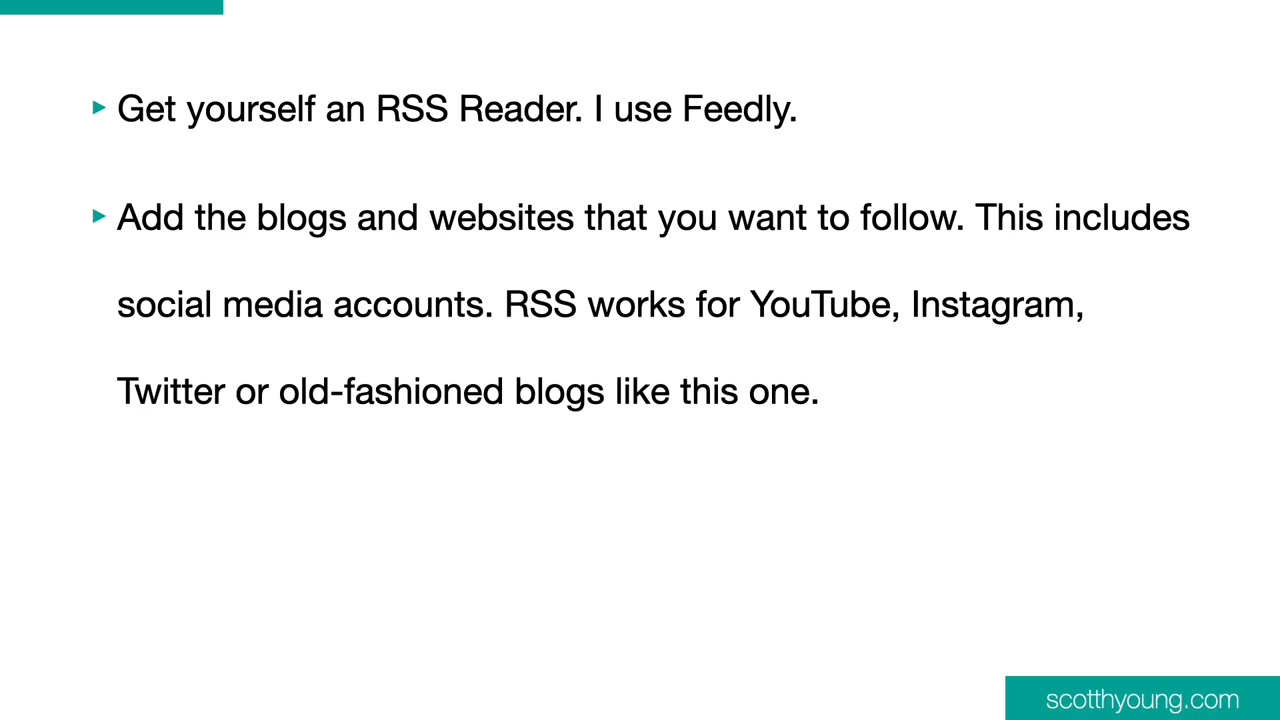 Get yourself an RSS Reader. I use Feedly.
Add the blogs and websites that you want to follow. This includes
social media accounts. RSS works for YouTube, Instagram,
Twitter or old-fashioned blogs like this one.
scotthyoung.com